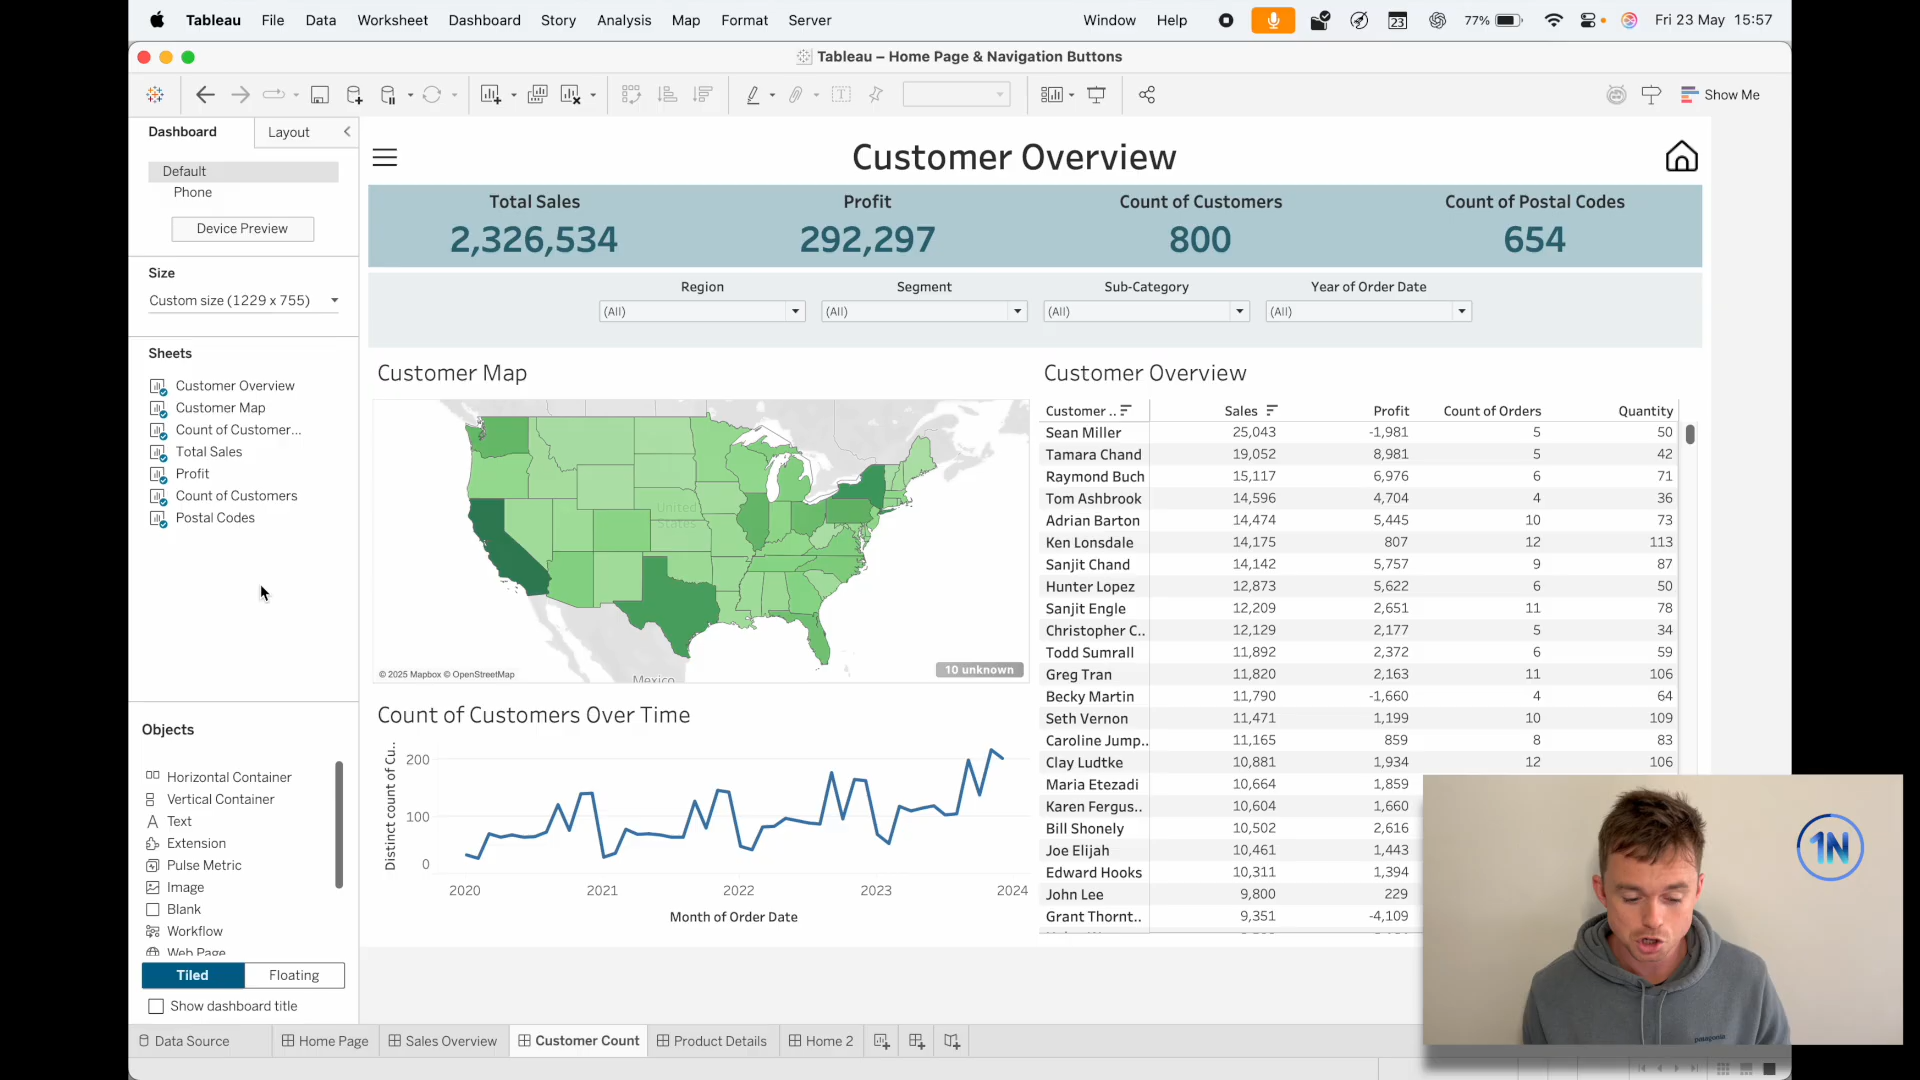 Tableau File Data Worksheet Dashboard Story Analysis Map Format Server Window Help 23 77% Fri 23 May 15:57
Tableau – Home Page & Navigation Buttons
Show Me
Dashboard Layout
Default
Phone
Device Preview
Size
Custom size (1229 x 755)
Sheets
Customer Overview
Customer Map
Count of Customer...
Total Sales
Profit
Count of Customers
Postal Codes
Objects
Horizontal Container
Vertical Container
Text
Extension
Pulse Metric
Image
Blank
Workflow
Web Page
Tiled Floating
Show dashboard title
Customer Overview
Total Sales Profit Count of Customers Count of Postal Codes
2,326,534 292,297 800 654
Region Segment Sub-Category Year of Order Date
(All) (All) (All) (All)
Customer Map
United
States
Mexico
© 2025 Mapbox © OpenStreetMap
10 unknown
Count of Customers Over Time
Distinct count of Cu..
200
100
0
2020 2021 2022 2023 2024
Month of Order Date
Customer Overview
Customer .. Sales Profit Count of Orders Quantity
Sean Miller 25,043 -1,981 5 50
Tamara Chand 19,052 8,981 5 42
Raymond Buch 15,117 6,976 6 71
Tom Ashbrook 14,596 4,704 4 36
Adrian Barton 14,474 5,445 10 73
Ken Lonsdale 14,175 807 12 113
Sanjit Chand 14,142 5,757 9 87
Hunter Lopez 12,873 5,622 6 50
Sanjit Engle 12,209 2,651 11 78
Christopher C.. 12,129 2,177 5 34
Todd Sumrall 11,892 2,372 6 59
Greg Tran 11,820 2,163 11 106
Becky Martin 11,790 -1,660 4 64
Seth Vernon 11,471 1,199 10 109
Caroline Jump.. 11,165 859 8 83
Clay Ludtke 10,881 1,934 12 106
Maria Etezadi 10,664 1,859
Karen Fergus.. 10,604 1,660
Bill Shonely 10,502 2,616
Joe Elijah 10,461 1,443
Edward Hooks 10,311 1,394
John Lee 9,800 229
Grant Thornt.. 9,351 -4,109
1N
patagonia
Data Source Home Page Sales Overview Customer Count Product Details Home 2